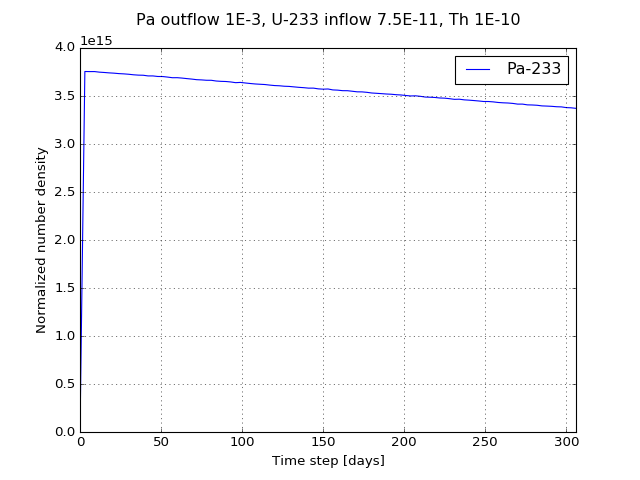 Pa outflow 1E-3, U-233 inflow 7.5E-11, Th 1E-10
1e15
4.0
3.5
3.0
2.5
2.0
1.5
1.0
0.5
0.0
Normalized number density
Pa-233
0 50 100 150 200 250 300
Time step [days]